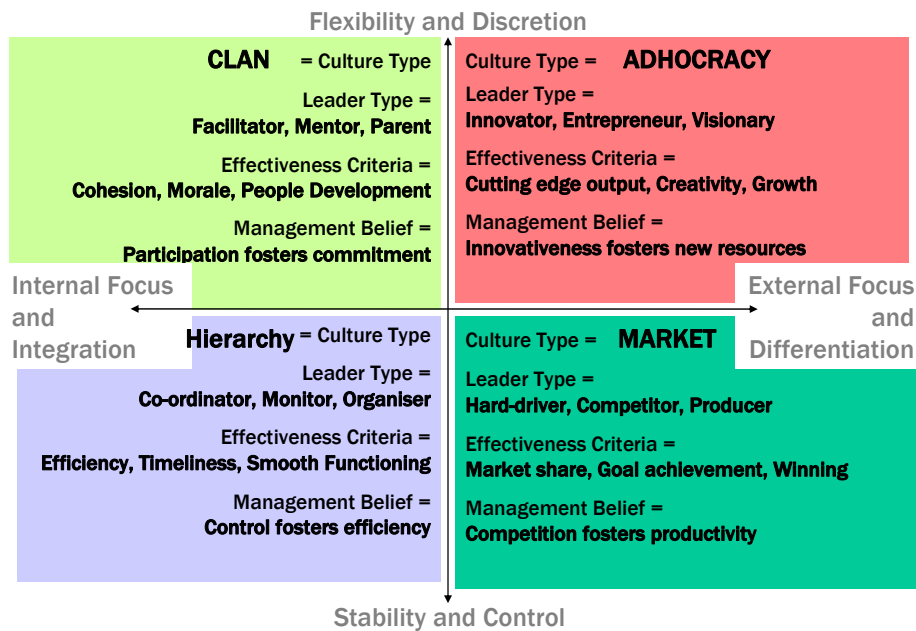 Flexibility and Discretion
CLAN = Culture Type
Leader Type =
Facilitator, Mentor, Parent
Effectiveness Criteria =
Cohesion, Morale, People Development
Management Belief =
Participation fosters commitment
Culture Type = ADHOCRACY
Leader Type =
Innovator, Entrepreneur, Visionary
Effectiveness Criteria =
Cutting edge output, Creativity, Growth
Management Belief =
Innovativeness fosters new resources
Internal Focus
and
Integration
External Focus
and
Differentiation
Hierarchy = Culture Type
Leader Type =
Co-ordinator, Monitor, Organiser
Effectiveness Criteria =
Efficiency, Timeliness, Smooth Functioning
Management Belief =
Control fosters efficiency
Culture Type = MARKET
Leader Type =
Hard-driver, Competitor, Producer
Effectiveness Criteria =
Market share, Goal achievement, Winning
Management Belief =
Competition fosters productivity
Stability and Control